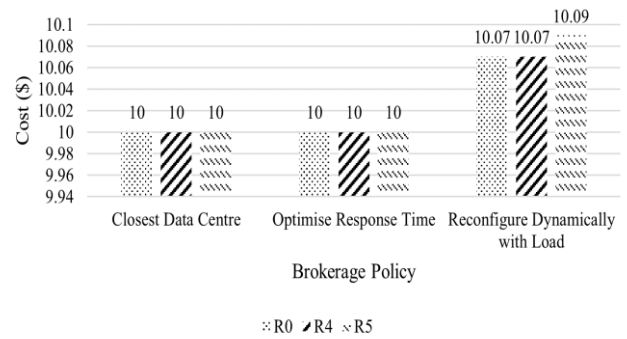 10.1
10.08
10.06
10.04
10.02
10
9.98
9.96
9.94
Cost ($)
10 10 10
10 10 10
10.07 10.07 10.09
Closest Data Centre
Optimise Response Time
Reconfigure Dynamically
with Load
Brokerage Policy
R0 R4 R5